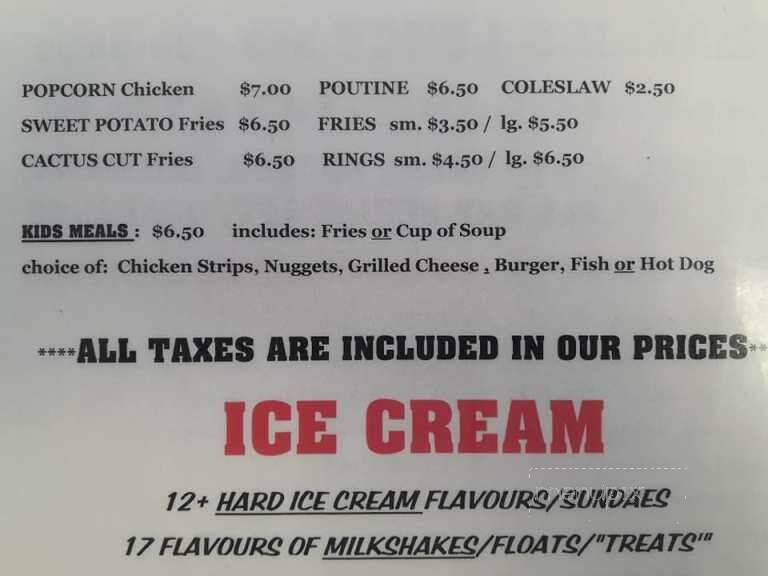 POPCORN Chicken $7.00 POUTINE $6.50 COLESLAW $2.50
SWEET POTATO Fries $6.50 FRIES sm. $3.50 / lg. $5.50
CACTUS CUT Fries $6.50 RINGS sm. $4.50 / lg. $6.50
KIDS MEALS : $6.50 includes: Fries or Cup of Soup
choice of: Chicken Strips, Nuggets, Grilled Cheese , Burger, Fish or Hot Dog
****ALL TAXES ARE INCLUDED IN OUR PRICES**
ICE CREAM
menupix
12+ HARD ICE CREAM FLAVOURS/SUNDAES
17 FLAVOURS OF MILKSHAKES/FLOATS/"TREATS'"